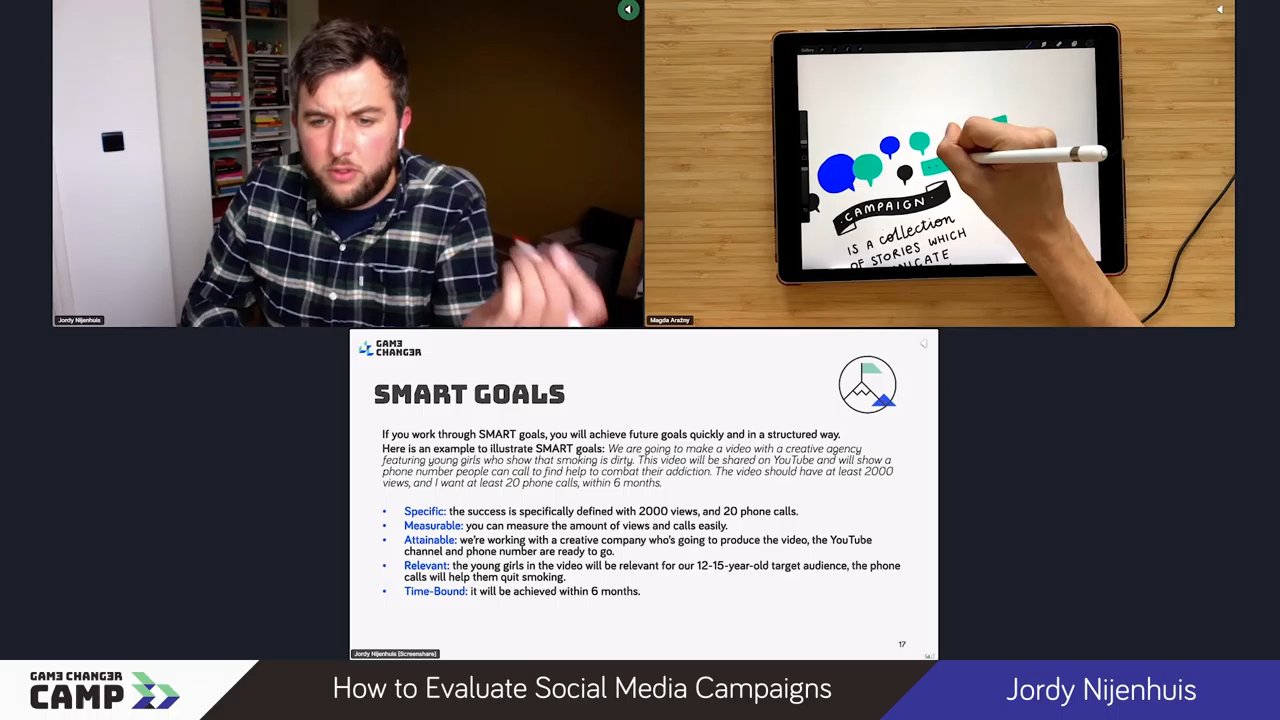 Jordy Nijenhuis
Gallery
CAMPAIGN
IS A collection
OF STORIES WHICH
Magda Arażny
GAME
CHANGER
SMART GOALS
If you work through SMART goals, you will achieve future goals quickly and in a structured way.
Here is an example to illustrate SMART goals: We are going to make a video with a creative agency
featuring young girls who show that smoking is dirty. This video will be shared on YouTube and will show a
phone number people can call to find help to combat their addiction. The video should have at least 2000
views, and I want at least 20 phone calls, within 6 months.
• Specific: the success is specifically defined with 2000 views, and 20 phone calls.
• Measurable: you can measure the amount of views and calls easily.
• Attainable: we're working with a creative company who's going to produce the video, the YouTube
channel and phone number are ready to go.
• Relevant: the young girls in the video will be relevant for our 12-15-year-old target audience, the phone
calls will help them quit smoking.
• Time-Bound: it will be achieved within 6 months.
17
Jordy Nijenhuis [Screenshare]
GAME CHANGER
CAMP
How to Evaluate Social Media Campaigns
Jordy Nijenhuis